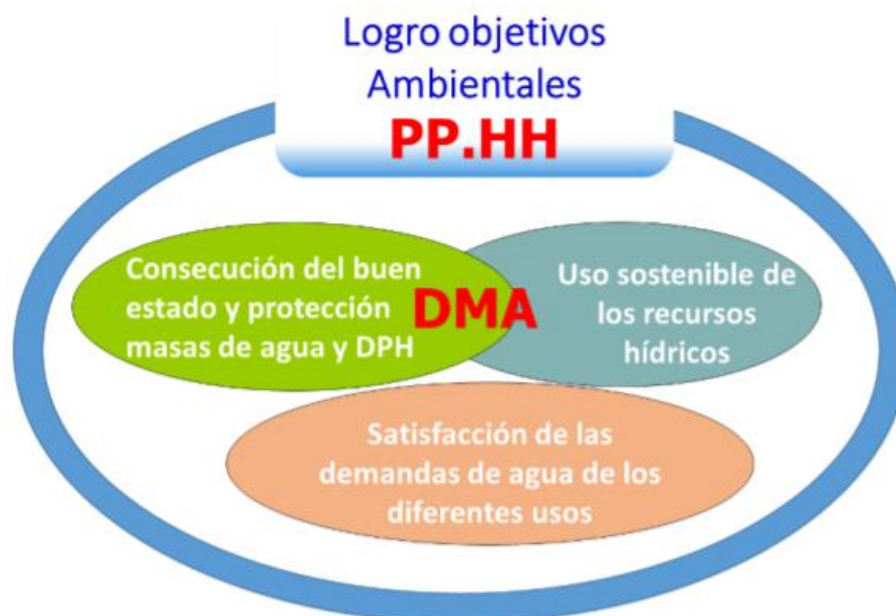 Logro objetivos
Ambientales
PP.HH
Consecución del buen
estado y protección
masas de agua y DPH
DMA
Uso sostenible de
los recursos
hídricos
Satisfacción de las
demandas de agua de los
diferentes usos